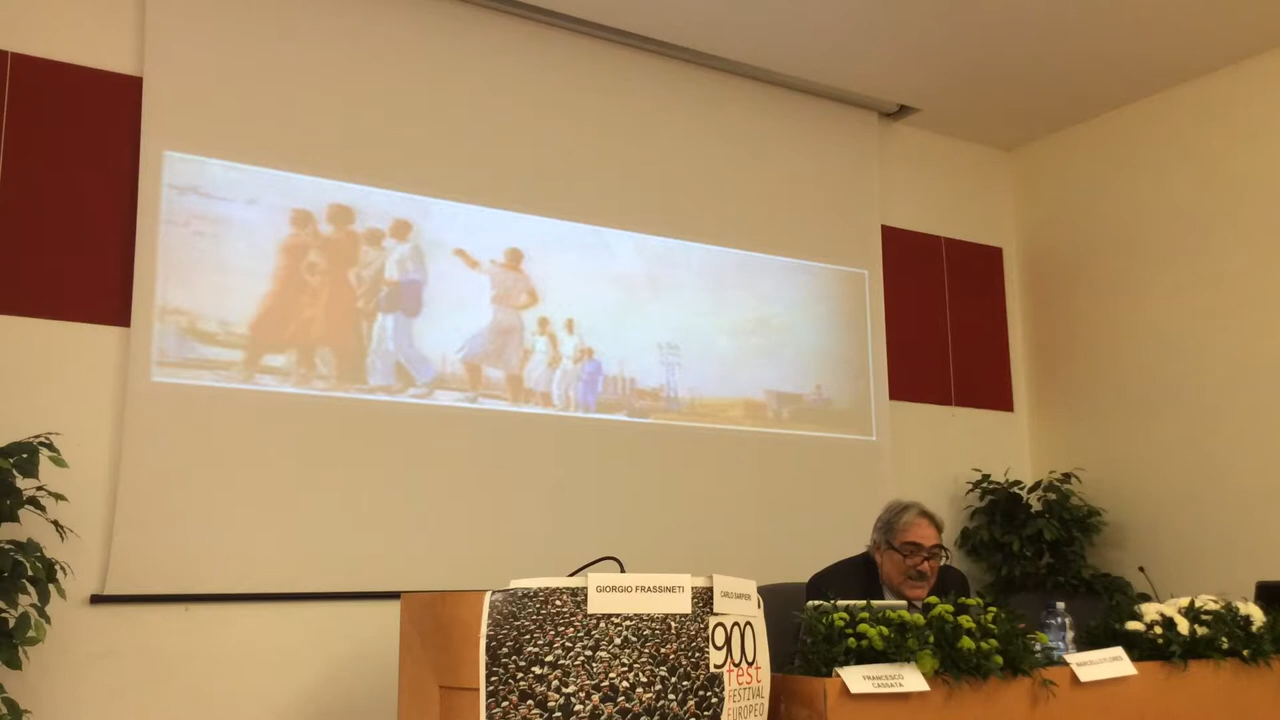 GIORGIO FRASSINETI
CARLO SARPIERI
900
fest
FESTIVAL
EUROPEO
FRANCESCO
CASSATA
MARCELLO FLORES